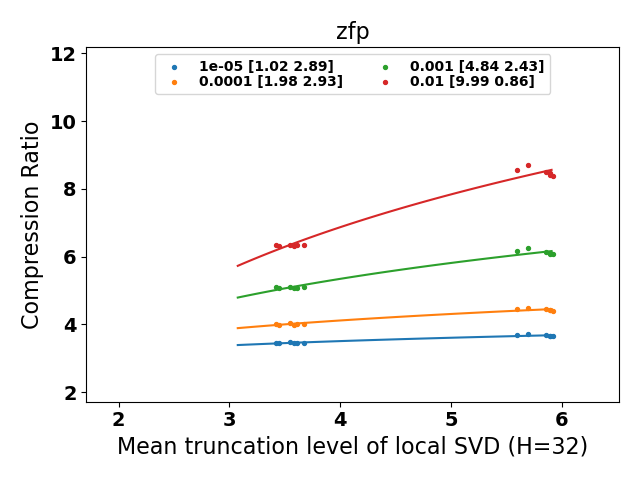 zfp
12
10
8
6
4
2
Compression Ratio
1e-05 [1.02 2.89]
0.0001 [1.98 2.93]
0.001 [4.84 2.43]
0.01 [9.99 0.86]
2 3 4 5 6
Mean truncation level of local SVD (H=32)